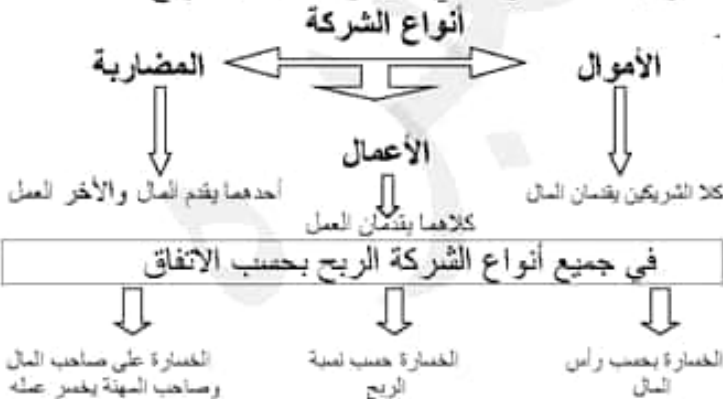 أنواع الشركة
الأموال
المضاربة
الأعمال
كلا الشريكين يقدمان المال
أحدهما يقدم المال والأخر العمل
كلاهما يقدمان العمل
في جميع أنواع الشركة الربح بحسب الاتفاق
الخسارة بحسب رأس
المال
الخسارة حسب نسبة
الربح
الخسارة على صاحب المال
وصاحب المهنة يخسر عمله